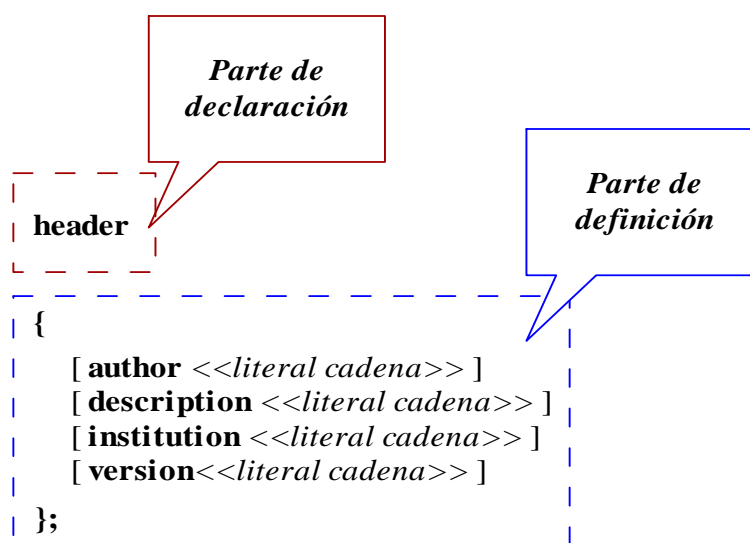 Parte de
declaración
header
Parte de
definición
{
[ author <<literal cadena>> ]
[ description <<literal cadena>> ]
[ institution <<literal cadena>> ]
[ version<<literal cadena>> ]
};